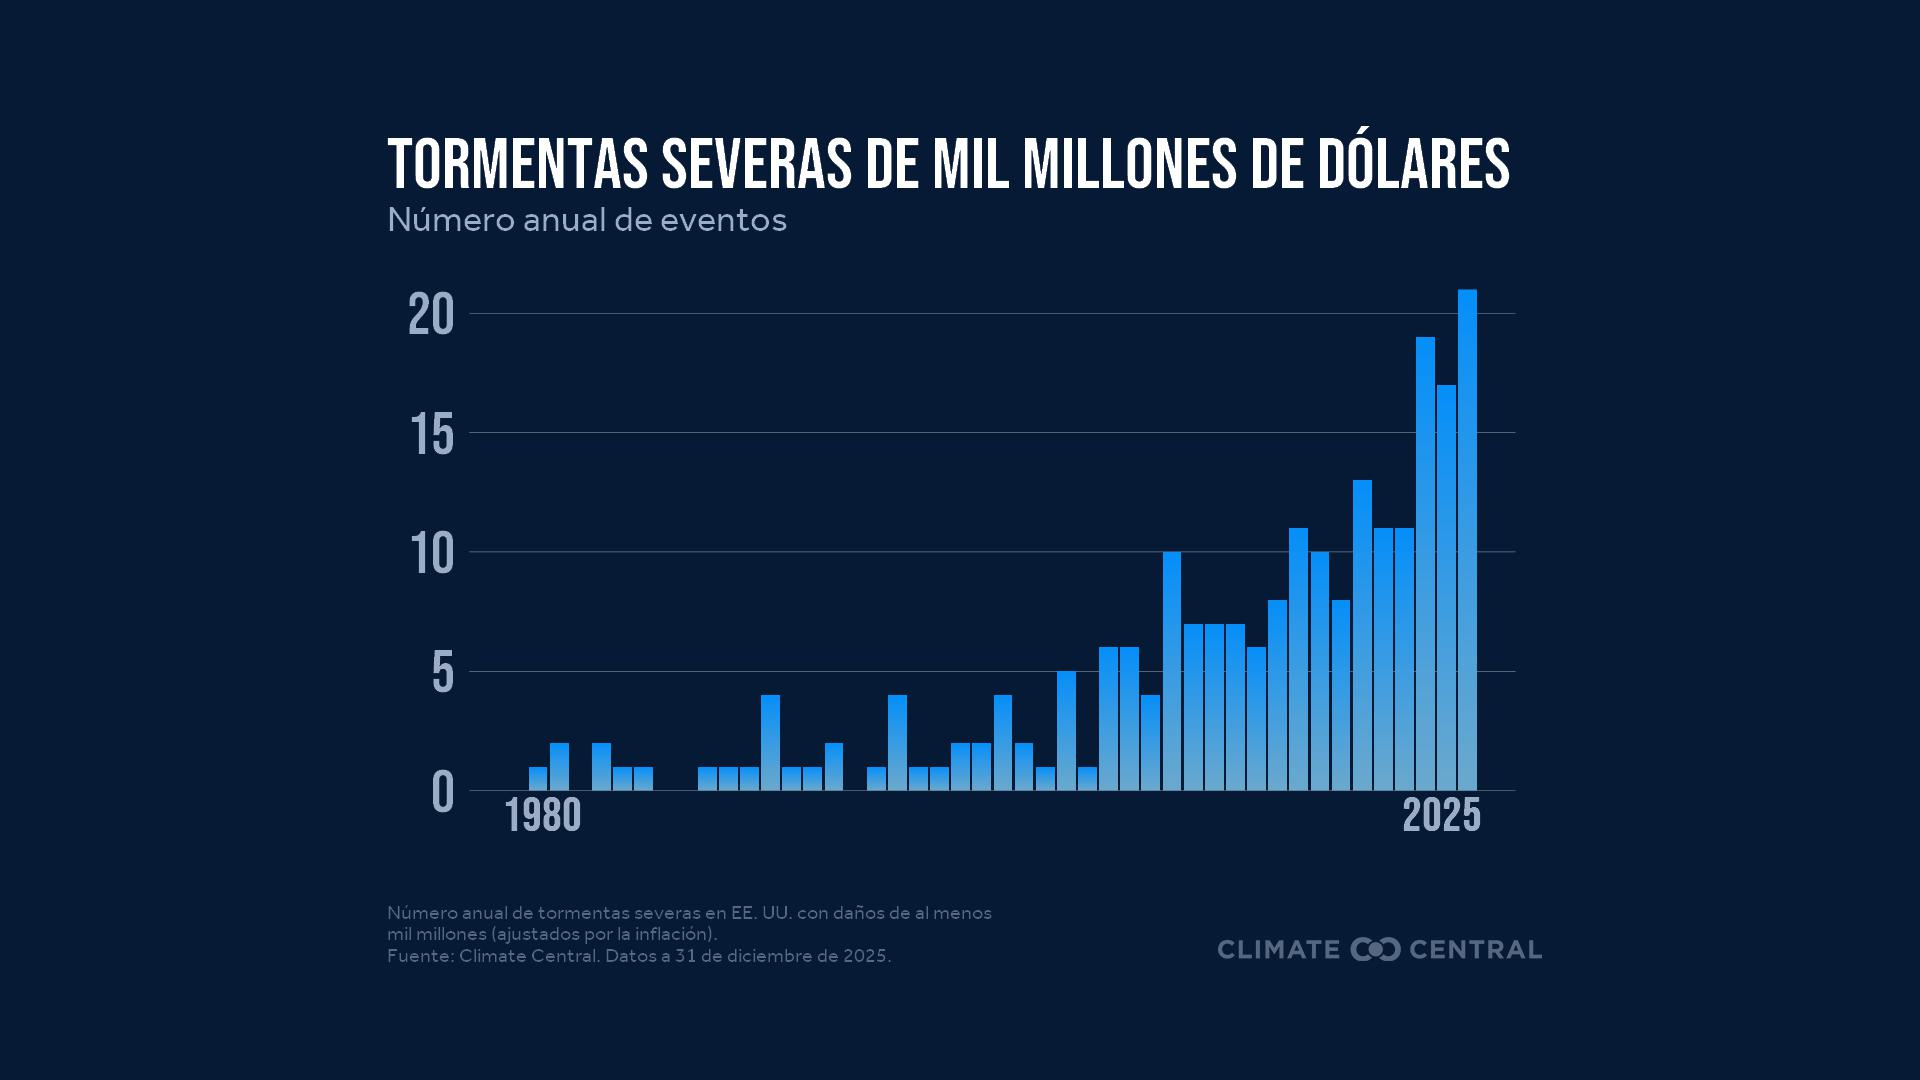 TORMENTAS SEVERAS DE MIL MILLONES DE DÓLARES
Número anual de eventos
20
15
10
5
0
1980
2025
Número anual de tormentas severas en EE. UU. con daños de al menos
mil millones (ajustados por la inflación).
Fuente: Climate Central. Datos a 31 de diciembre de 2025.
CLIMATE CENTRAL